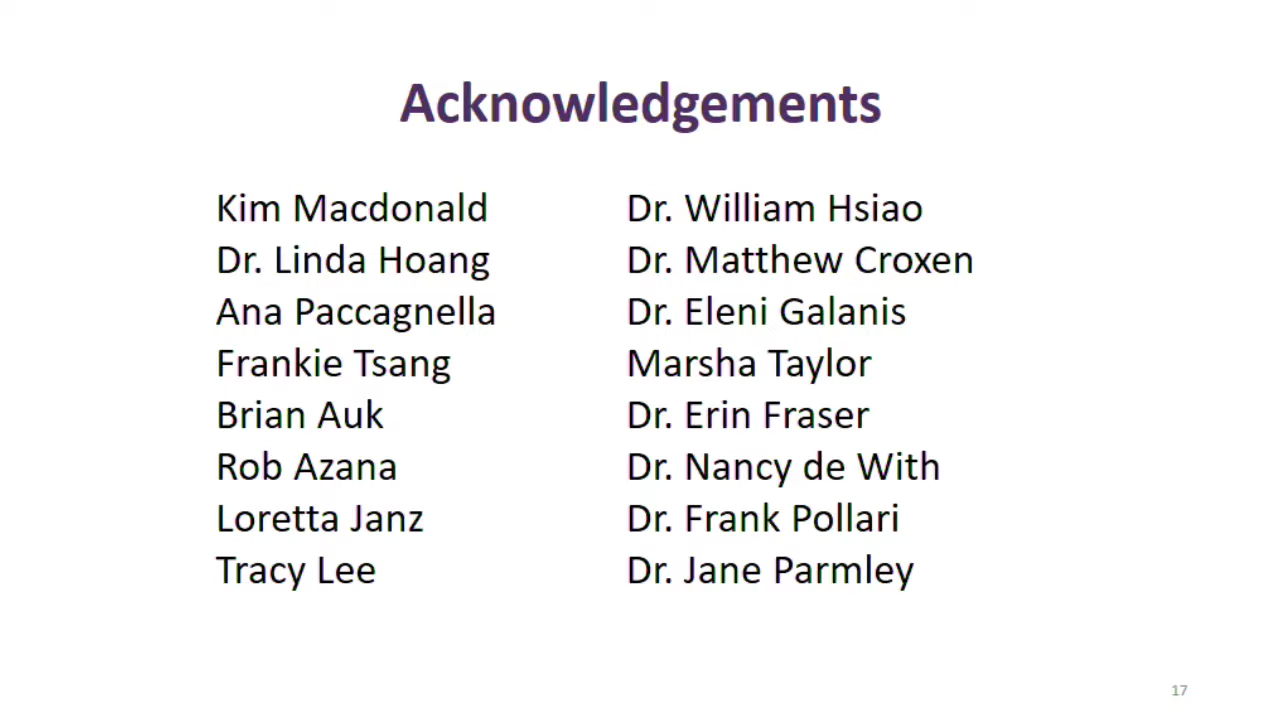 Acknowledgements
Kim Macdonald
Dr. Linda Hoang
Ana Paccagnella
Frankie Tsang
Brian Auk
Rob Azana
Loretta Janz
Tracy Lee
Dr. William Hsiao
Dr. Matthew Croxen
Dr. Eleni Galanis
Marsha Taylor
Dr. Erin Fraser
Dr. Nancy de With
Dr. Frank Pollari
Dr. Jane Parmley
17